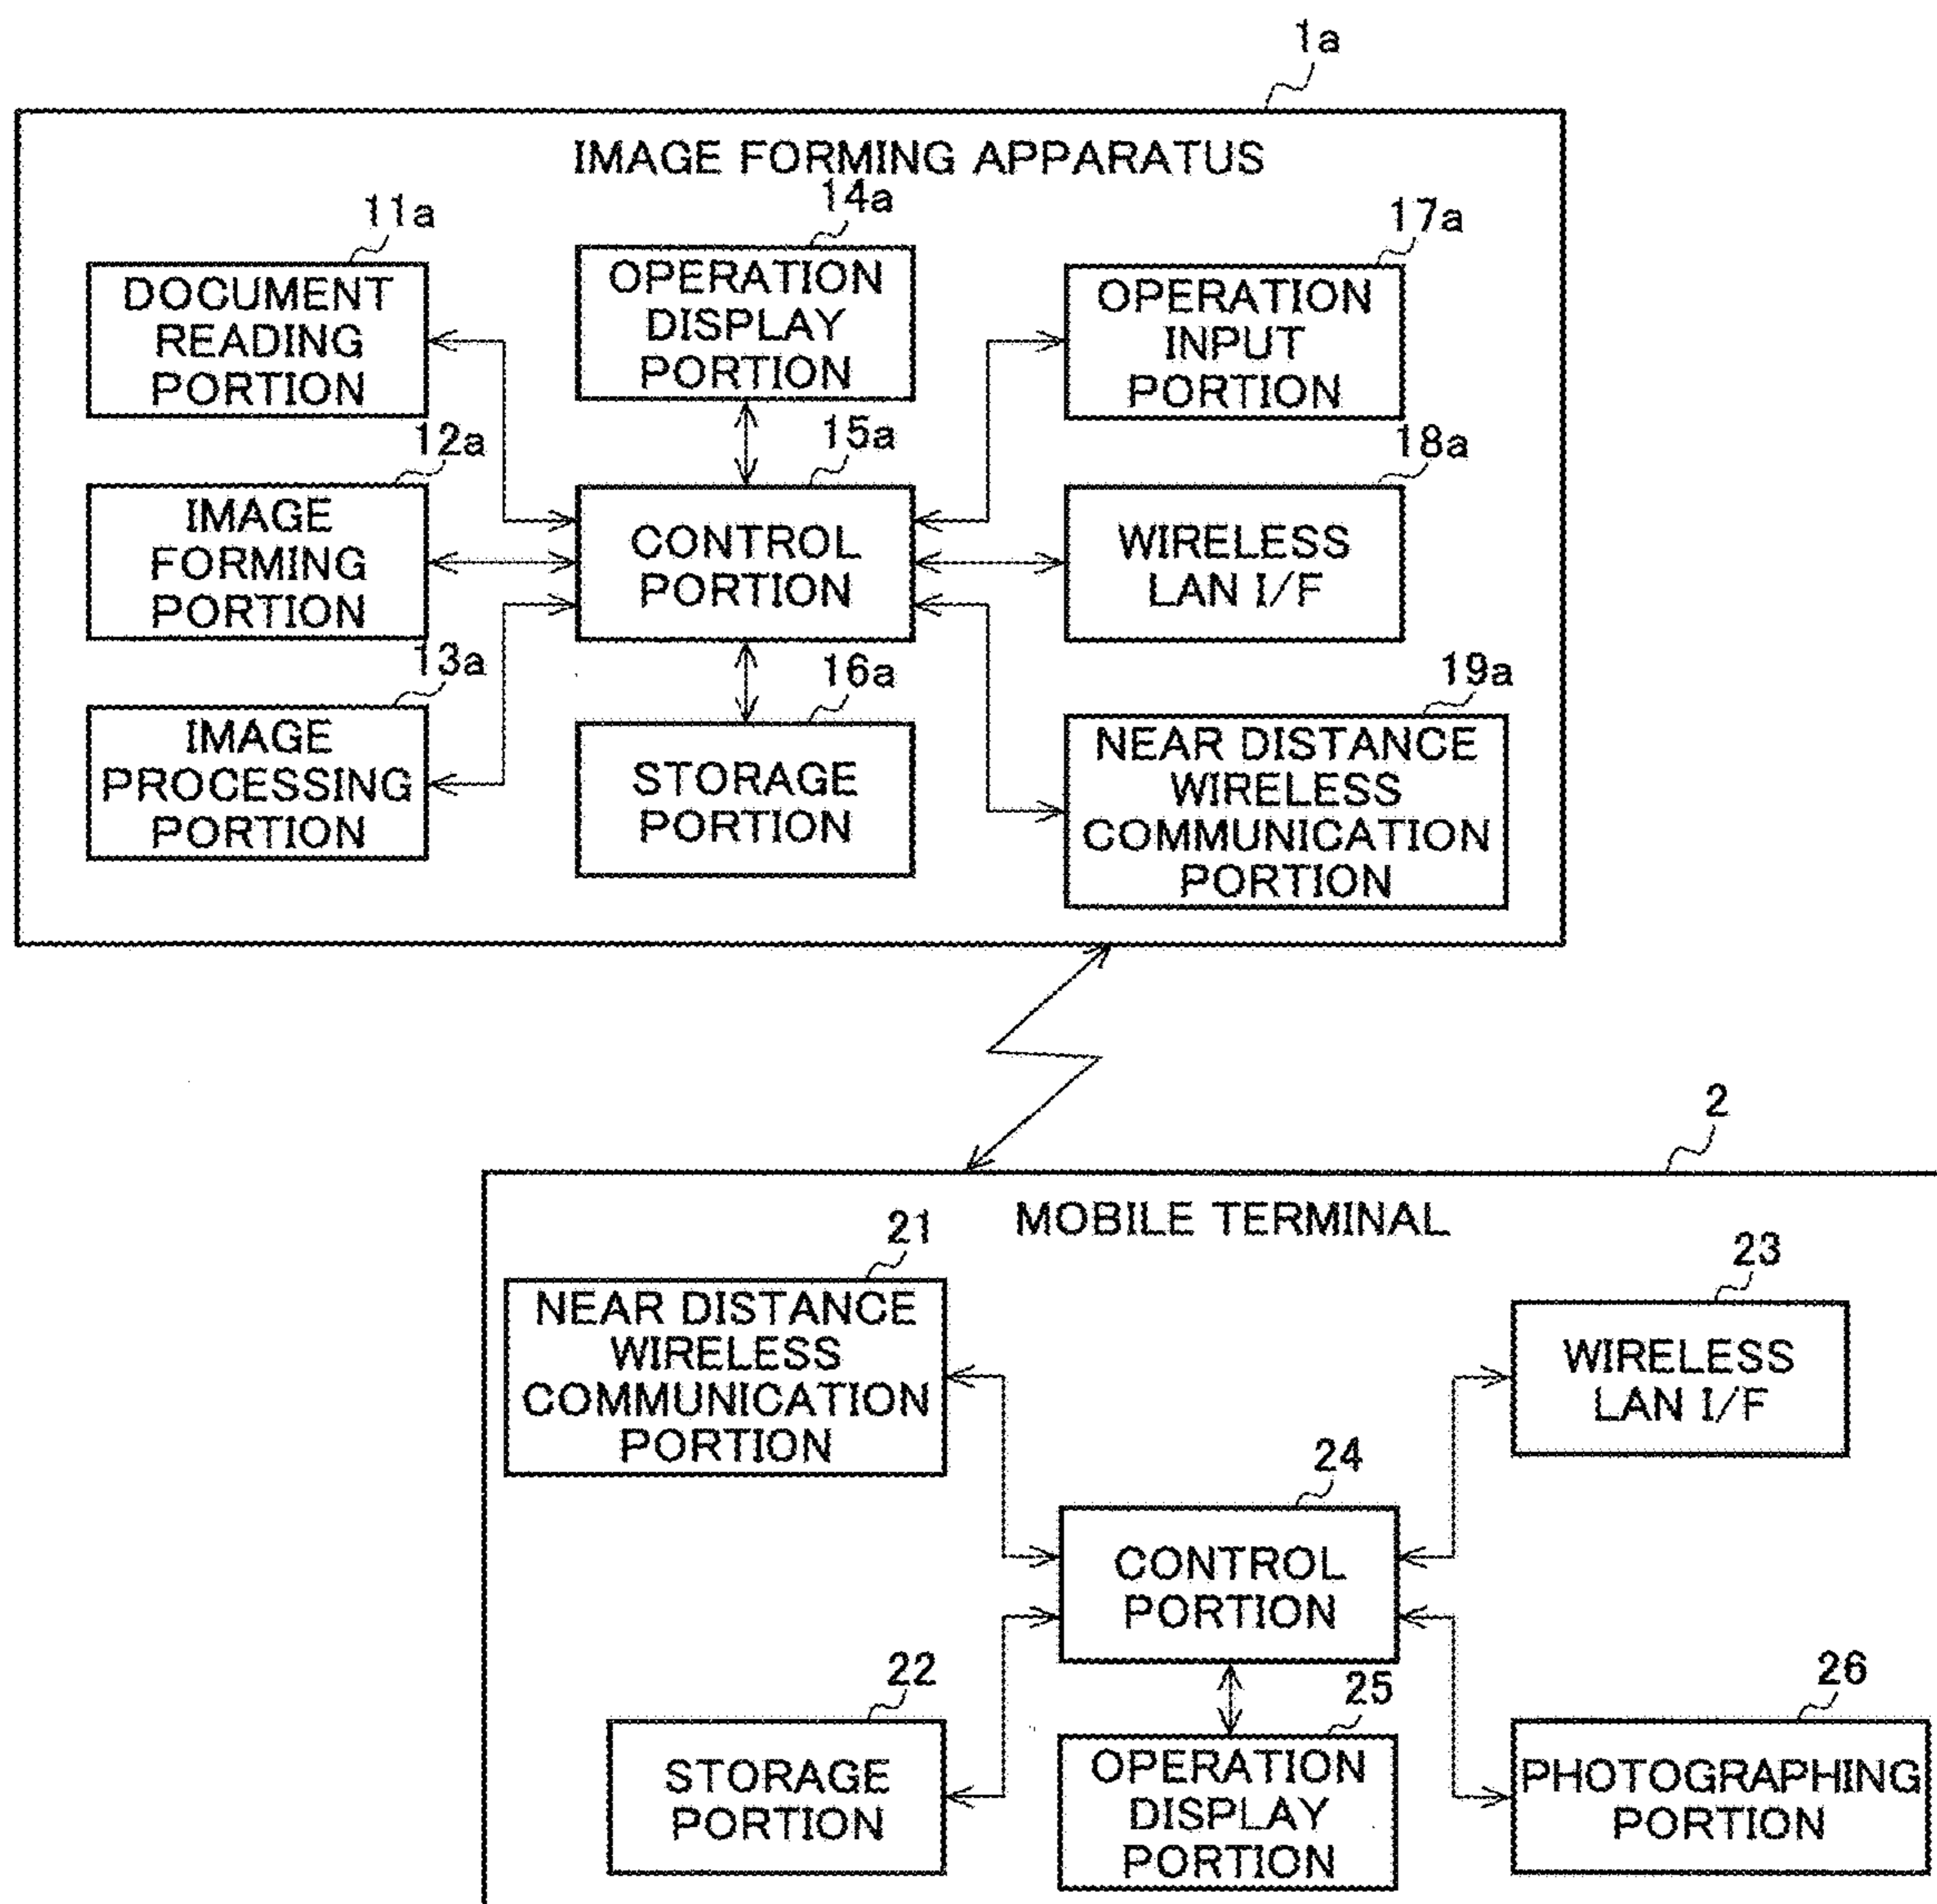 1a
IMAGE FORMING APPARATUS
11a
DOCUMENT
READING
PORTION
14a
OPERATION
DISPLAY
PORTION
17a
OPERATION
INPUT
PORTION
12a
IMAGE
FORMING
PORTION
15a
CONTROL
PORTION
18a
WIRELESS
LAN I/F
13a
IMAGE
PROCESSING
PORTION
16a
STORAGE
PORTION
19a
NEAR DISTANCE
WIRELESS
COMMUNICATION
PORTION
2
MOBILE TERMINAL
21
NEAR DISTANCE
WIRELESS
COMMUNICATION
PORTION
23
WIRELESS
LAN I/F
24
CONTROL
PORTION
22
STORAGE
PORTION
25
OPERATION
DISPLAY
PORTION
26
PHOTOGRAPHING
PORTION